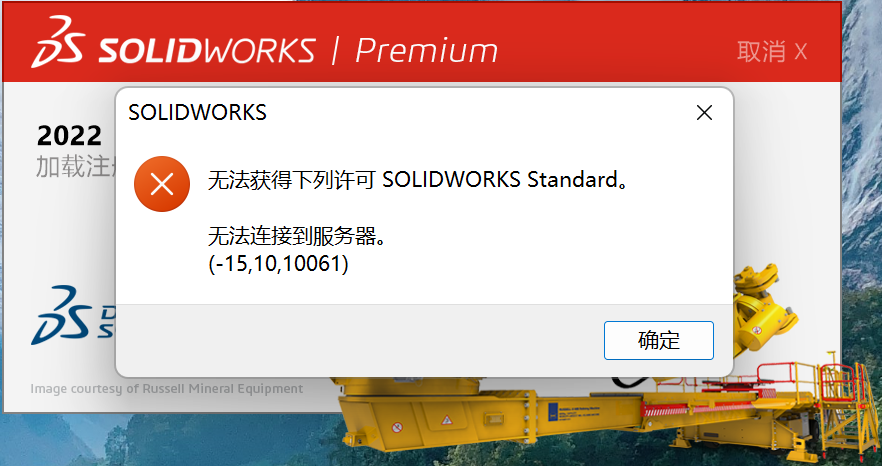 SOLIDWORKS | Premium
取消 X
SOLIDWORKS
2022
加载注
无法获得下列许可 SOLIDWORKS Standard。
无法连接到服务器。
(-15,10,10061)
确定
Image courtesy of Russell Mineral Equipment